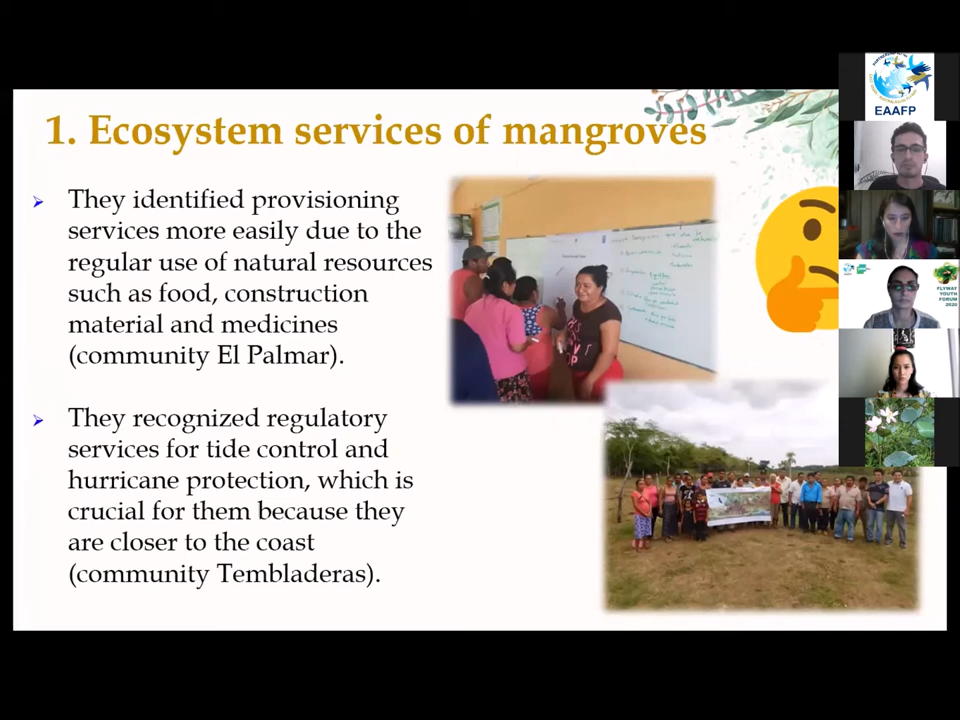 1. Ecosystem services of mangroves
They identified provisioning
services more easily due to the
regular use of natural resources
such as food, construction
material and medicines
(community El Palmar).
They recognized regulatory
services for tide control and
hurricane protection, which is
crucial for them because they
are closer to the coast
(community Tembladeras).
EAAFP
FLYWAY
YOUTH
FORUM
2020